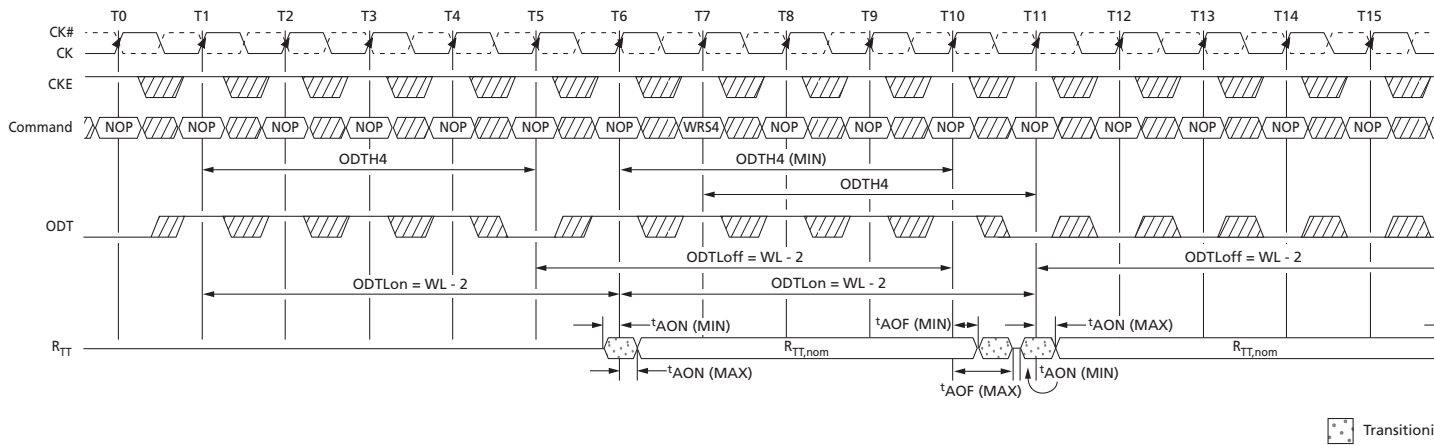 T0 T1 T2 T3 T4 T5 T6 T7 T8 T9 T10 T11 T12 T13 T14 T15
CK#
CK
CKE
Command NOP NOP NOP NOP NOP NOP NOP WRS4 NOP NOP NOP NOP NOP NOP NOP NOP
ODTH4 ODTH4 (MIN)
ODTH4
ODT
ODTLoff = WL - 2 ODTLoff = WL - 2
ODTLon = WL - 2 ODTLon = WL - 2
tAON (MIN) tAOF (MIN) tAON (MAX)
RTT RTT,nom RTT,nom
tAON (MAX) tAON (MIN)
tAOF (MAX)
Transitioni